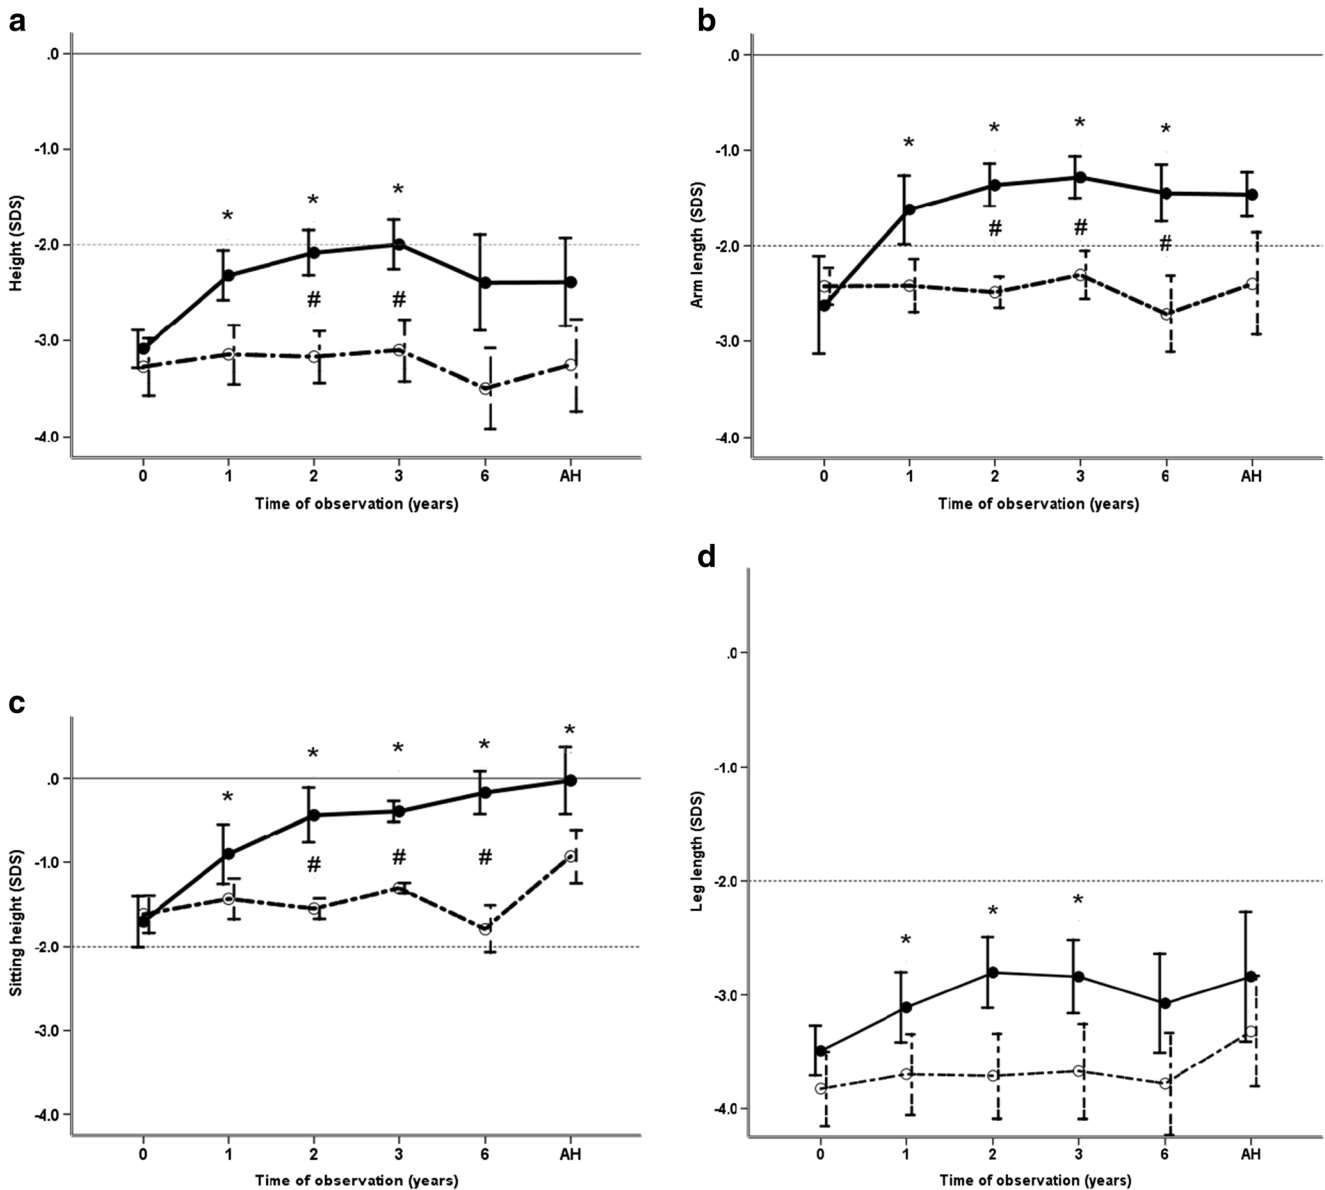 a
.0
-1.0
-2.0
-3.0
-4.0
Height (SDS)
* * *
# #
0 1 2 3 6 AH
Time of observation (years)
b
.0
-1.0
-2.0
-3.0
-4.0
Arm length (SDS)
* * * *
# # #
0 1 2 3 6 AH
Time of observation (years)
c
.0
-1.0
-2.0
-3.0
-4.0
Sitting height (SDS)
* * * * *
# # #
0 1 2 3 6 AH
Time of observation (years)
d
.0
-1.0
-2.0
-3.0
-4.0
Leg length (SDS)
* * *
0 1 2 3 6 AH
Time of observation (years)